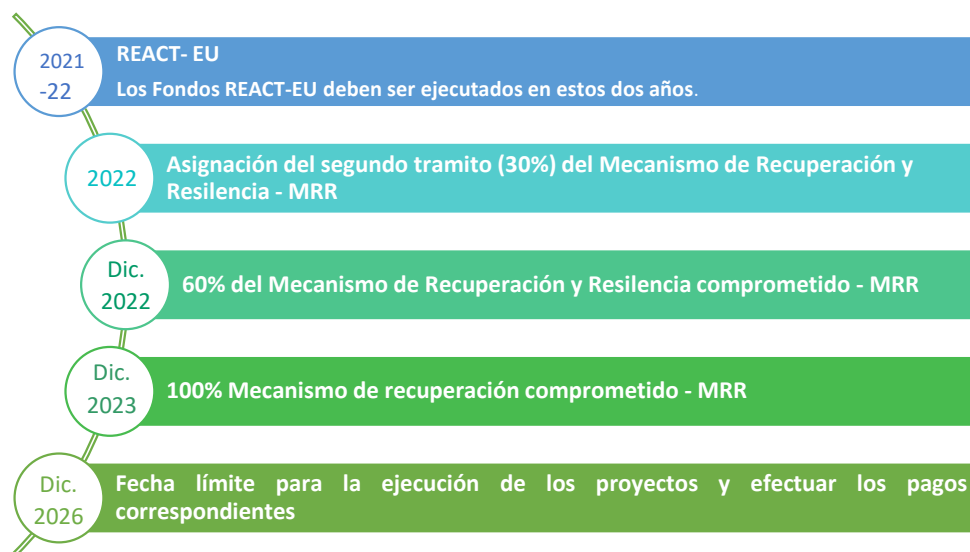 2021
-22
REACT- EU
Los Fondos REACT-EU deben ser ejecutados en estos dos años.
2022
Asignación del segundo tramito (30%) del Mecanismo de Recuperación y
Resilencia - MRR
Dic.
2022
60% del Mecanismo de Recuperación y Resilencia comprometido - MRR
Dic.
2023
100% Mecanismo de recuperación comprometido - MRR
Dic.
2026
Fecha límite para la ejecución de los proyectos y efectuar los pagos
correspondientes